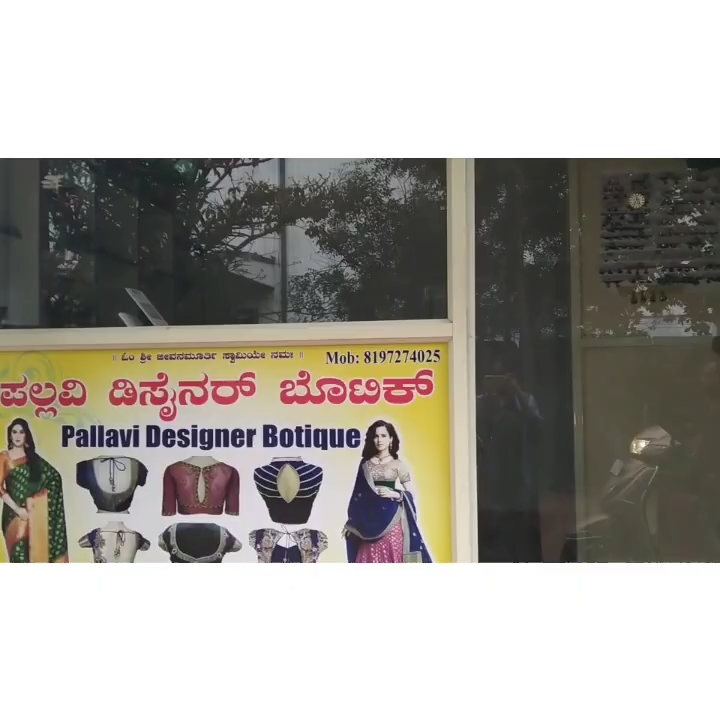 ॥ ಓಂ ಶ್ರೀ ಜೀವನಮೂರ್ತಿ ಸ್ವಾಮಿಯೇ ನಮಃ ॥
Mob: 8197274025
ಪಲ್ಲವಿ ಡಿಸೈನರ್ ಬೊಟಿಕ್
Pallavi Designer Botique